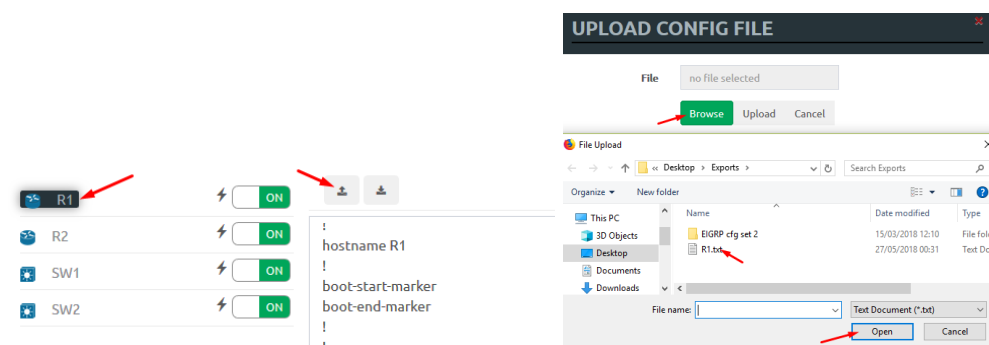 R1
ON
R2
ON
SW1
ON
SW2
ON
!
hostname R1
!
boot-start-marker
boot-end-marker
!
UPLOAD CONFIG FILE
File
no file selected
Browse
Upload
Cancel
File Upload
« Desktop > Exports >
Search Exports
Organize
New folder
This PC
3D Objects
Desktop
Documents
Downloads
Name
Date modified
Type
EIGRP cfg set 2
15/03/2018 12:10
File fol
R1.txt
27/05/2018 00:31
Text Do
File name:
Text Document (*.txt)
Open
Cancel